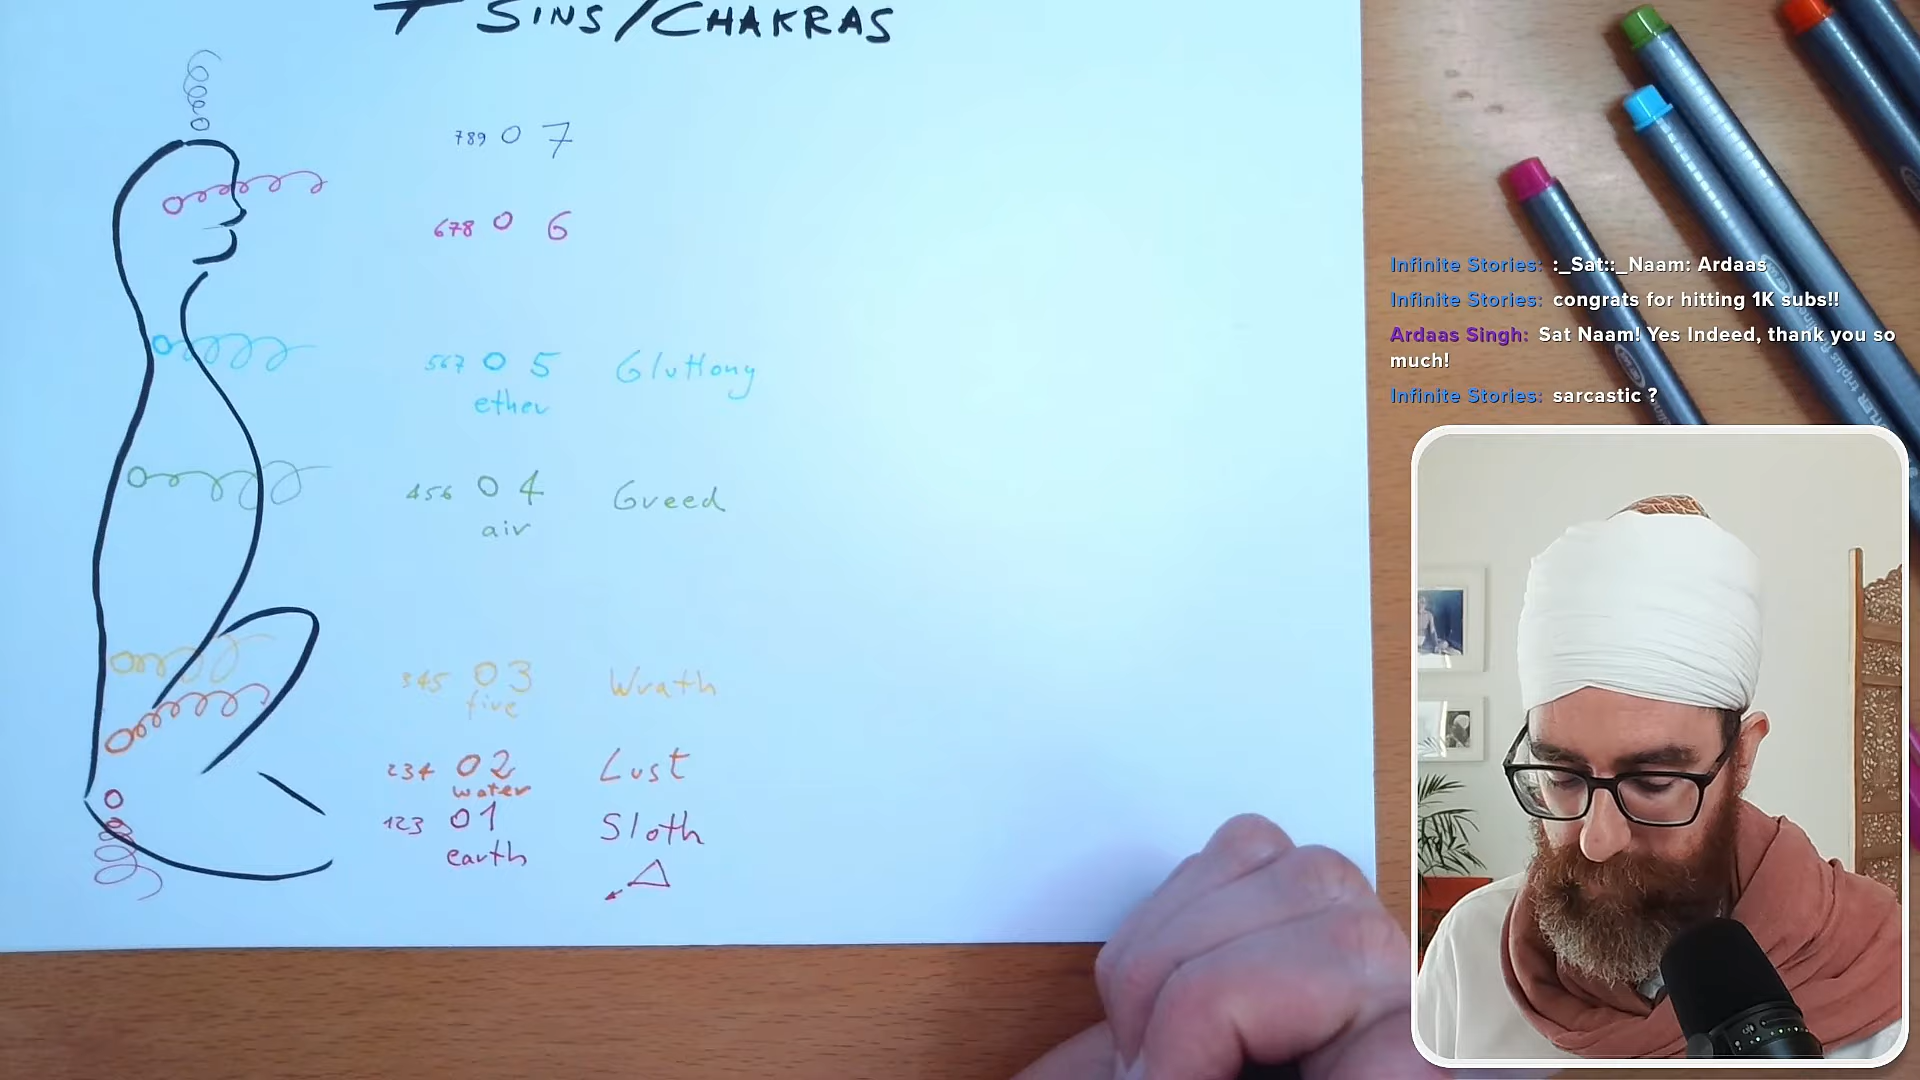 7 SINS/CHAKRAS
789 0 7
678 0 6
567 0 5 Gluttony
ether
456 0 4 Greed
air
345 0 3 Wrath
fire
234 0 2 Lust
water
123 0 1 Sloth
earth
Infinite Stories: :_Sat::_Naam: Ardaas
Infinite Stories: congrats for hitting 1K subs!!
Ardaas Singh: Sat Naam! Yes Indeed, thank you so
much!
Infinite Stories: sarcastic ?